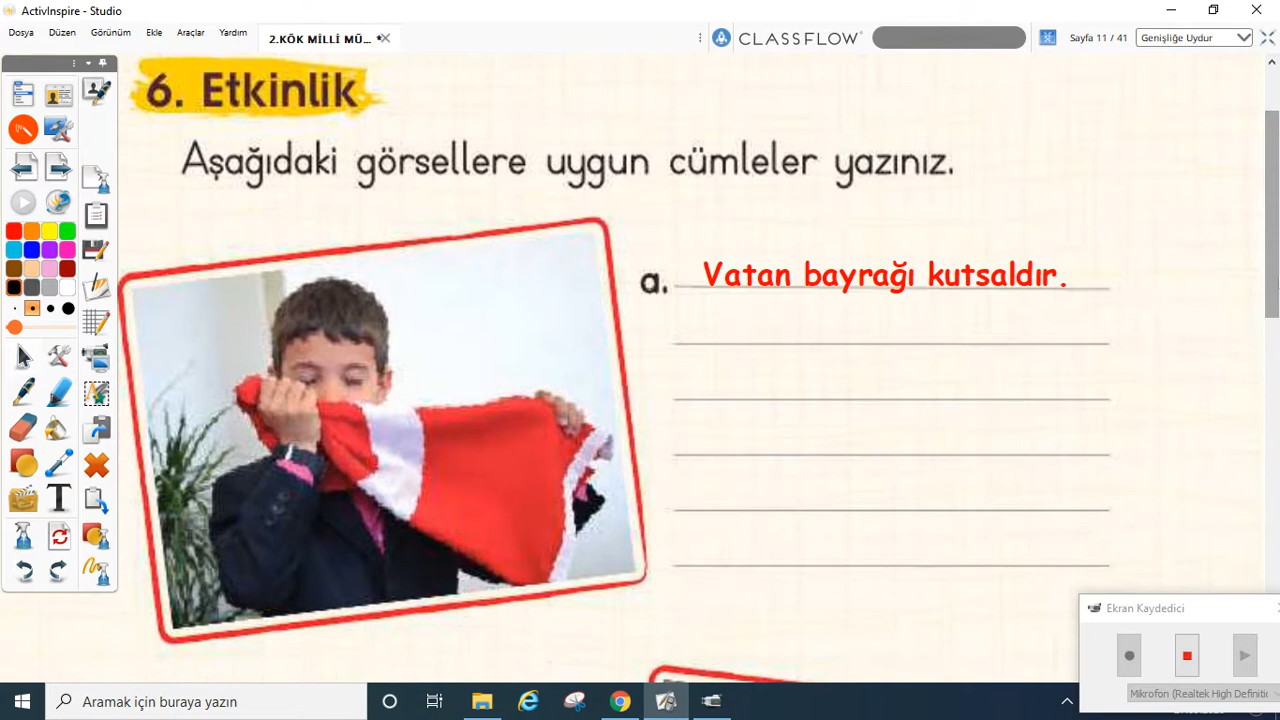 ActivInspire - Studio
Dosya Düzen Görünüm Ekle Araçlar Yardım
2.KÖK MİLLİ MÜ...
CLASSFLOW
Sayfa 11 / 41
Genişliğe Uydur
6. Etkinlik
Aşağıdaki görsellere uygun cümleler yazınız.
a. Vatan bayrağı kutsaldır.
Ekran Kaydedici
Mikrofon (Realtek High Definitic
Aramak için buraya yazın